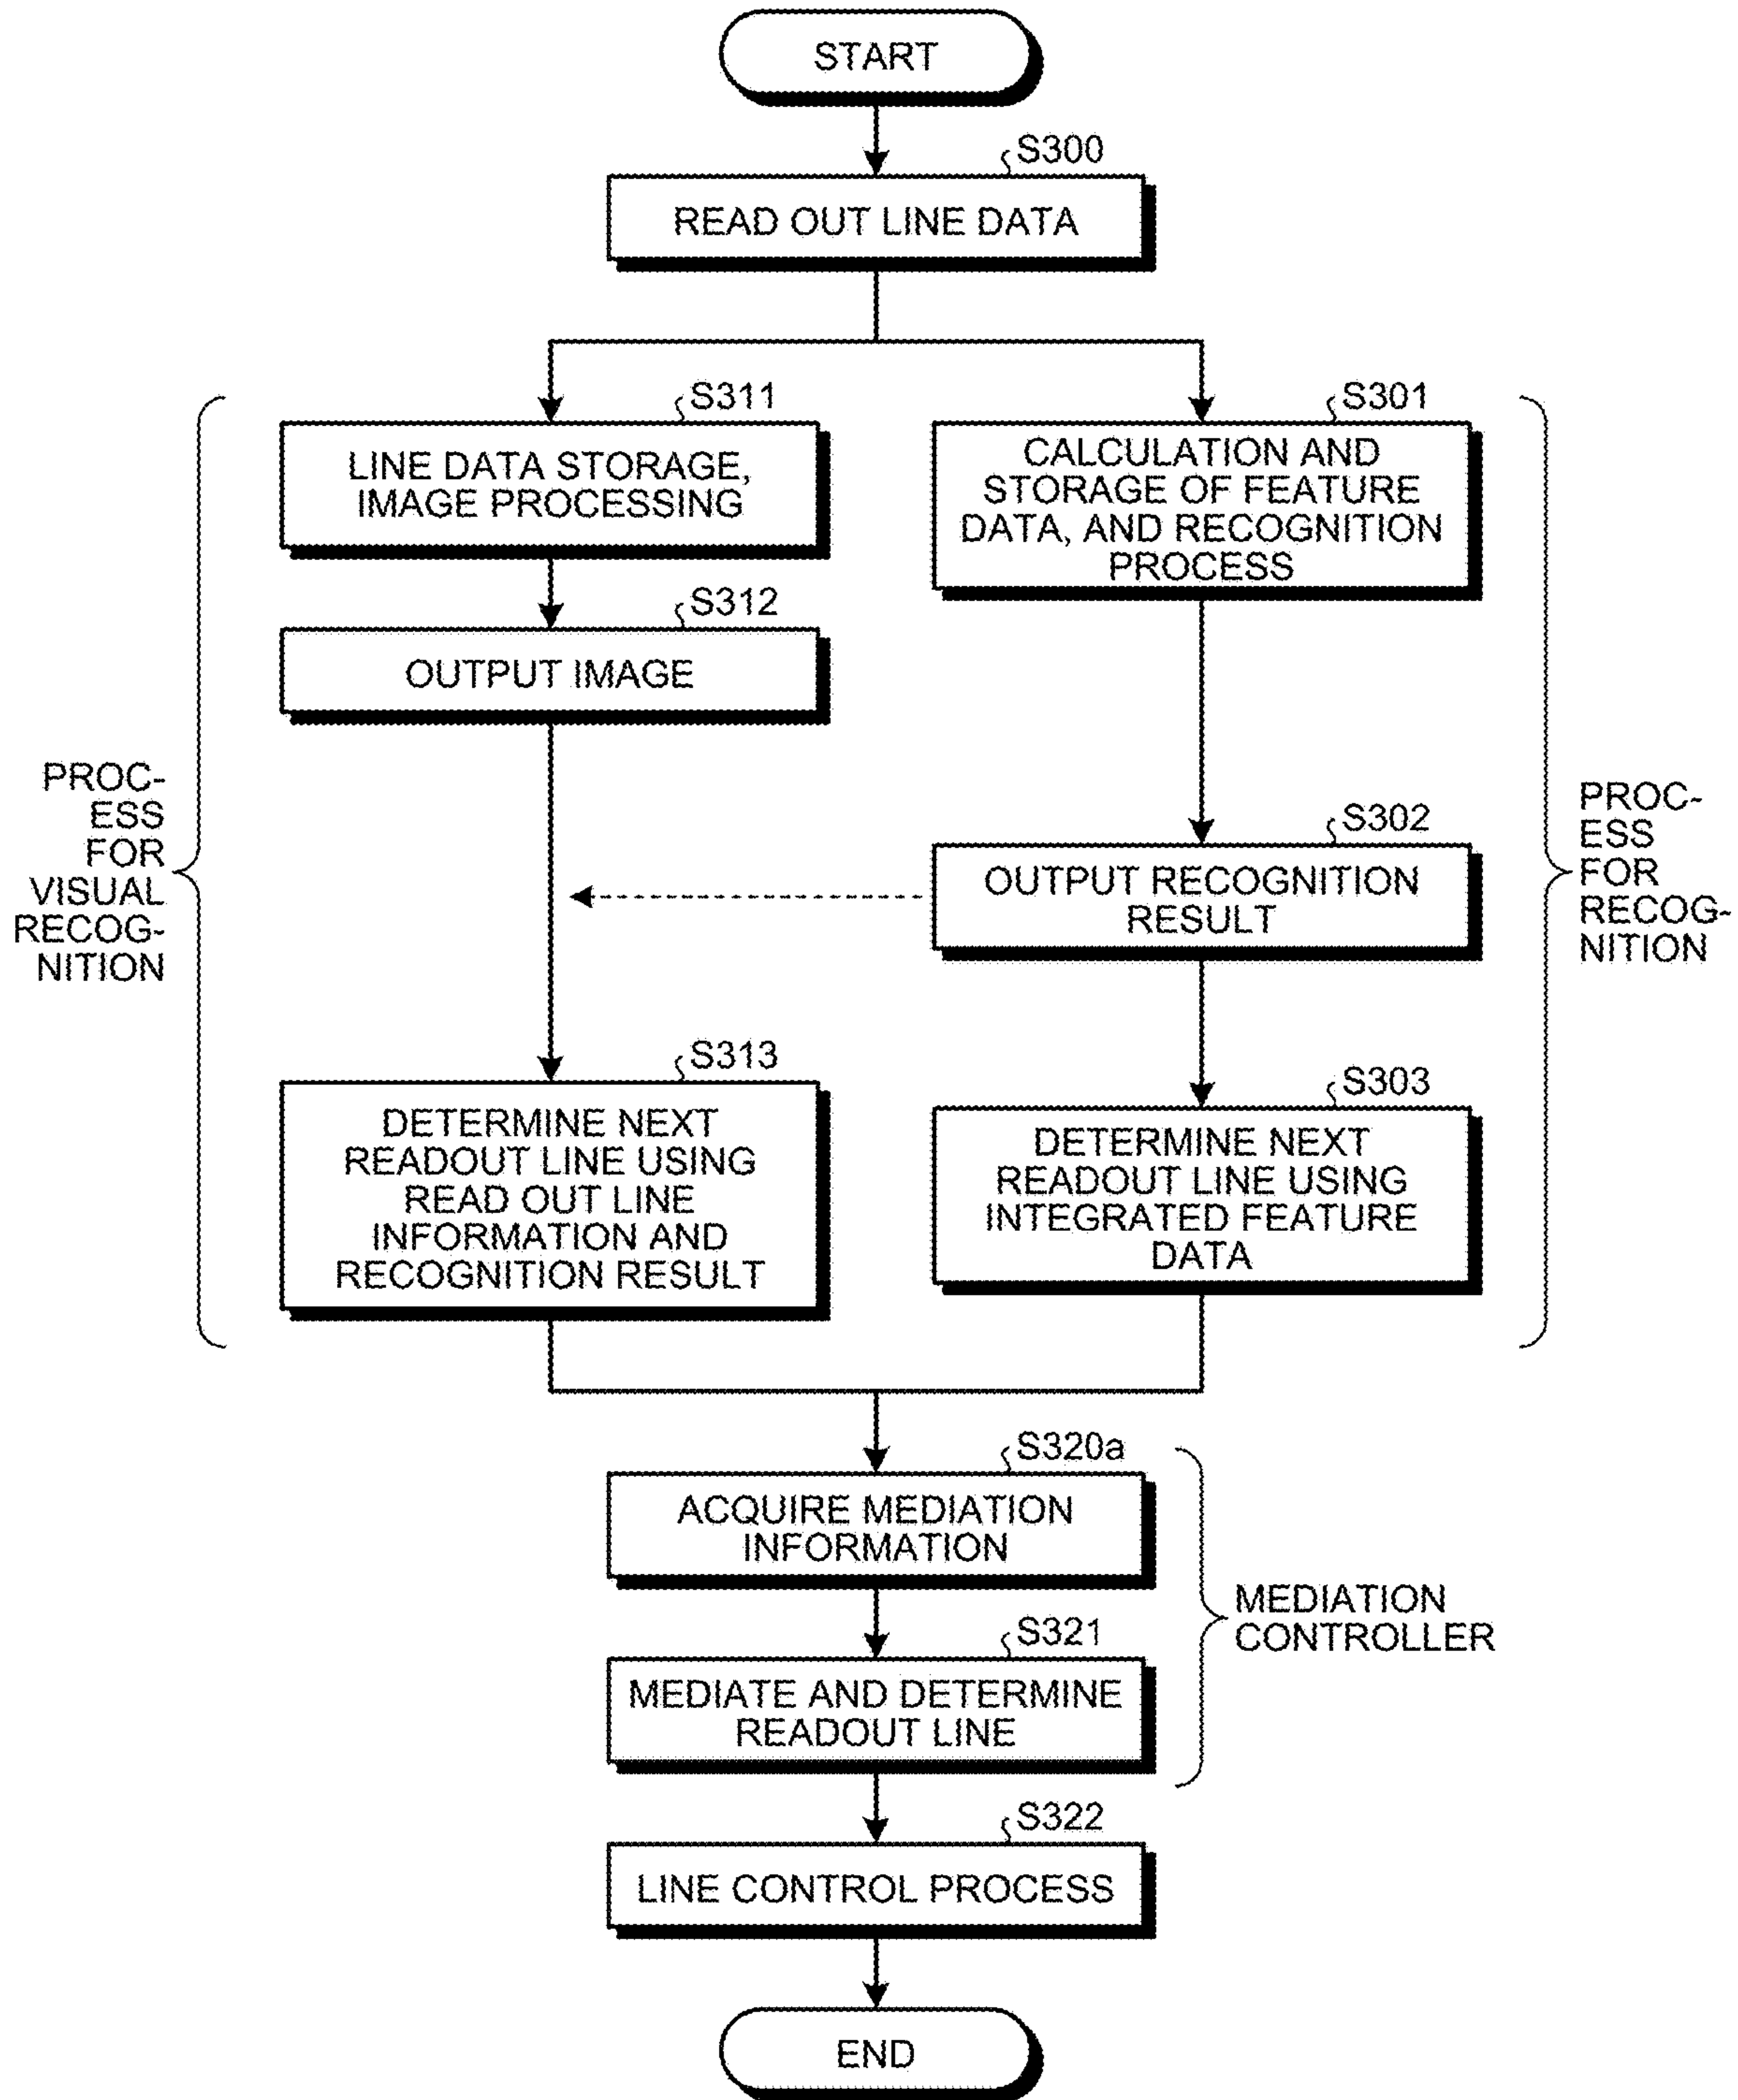 START
S300
READ OUT LINE DATA
S311
LINE DATA STORAGE,
IMAGE PROCESSING
S312
OUTPUT IMAGE
PROC-
ESS
FOR
VISUAL
RECOG-
NITION
S313
DETERMINE NEXT
READOUT LINE USING
READ OUT LINE
INFORMATION AND
RECOGNITION RESULT
S301
CALCULATION AND
STORAGE OF FEATURE
DATA, AND RECOGNITION
PROCESS
S302
OUTPUT RECOGNITION
RESULT
S303
DETERMINE NEXT
READOUT LINE USING
INTEGRATED FEATURE
DATA
PROC-
ESS
FOR
RECOG-
NITION
S320a
ACQUIRE MEDIATION
INFORMATION
S321
MEDIATE AND DETERMINE
READOUT LINE
MEDIATION
CONTROLLER
S322
LINE CONTROL PROCESS
END